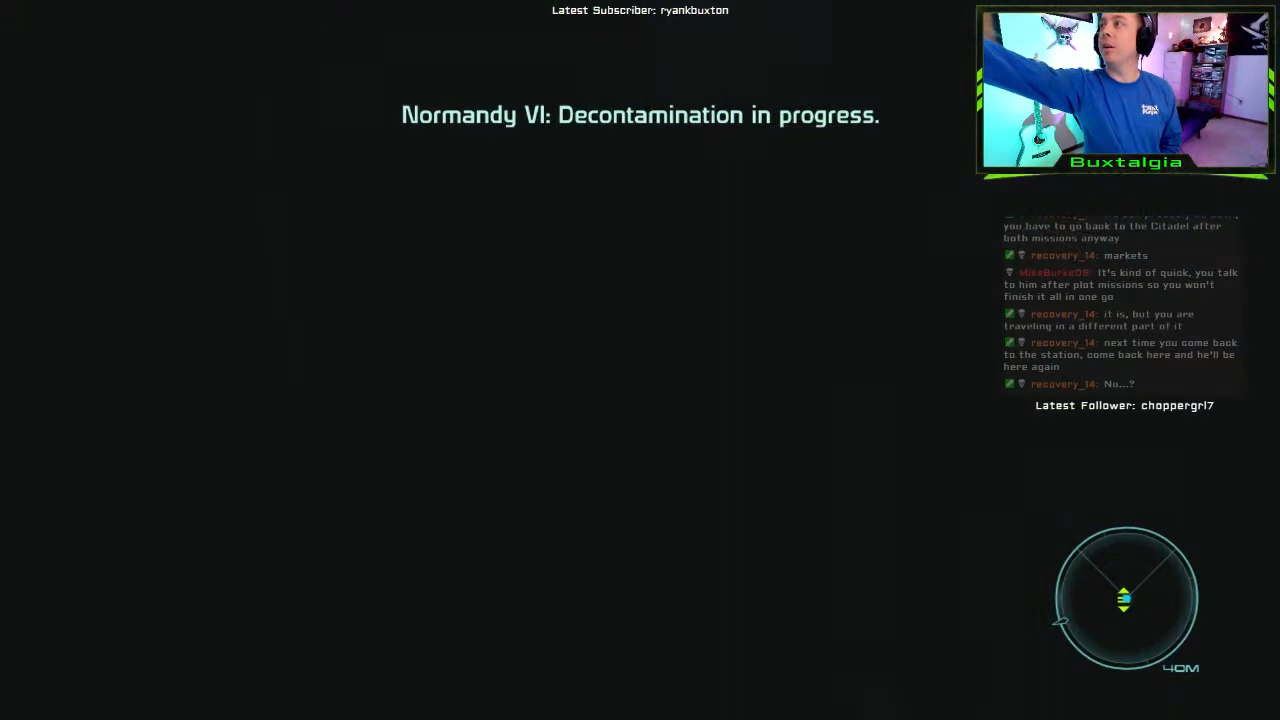 Latest Subscriber: ryankbuxton
Normandy VI: Decontamination in progress.
Buxtalgia
you have to go back to the Citadel after
both missions anyway
recovery_14: markets
MikeBurke09: It's kind of quick, you talk
to him after plot missions so you won't
finish it all in one go
recovery_14: it is, but you are
traveling in a different part of it
recovery_14: next time you come back
to the station, come back here and he'll be
here again
recovery_14: Nu...?
Latest Follower: choppergrl7
40M